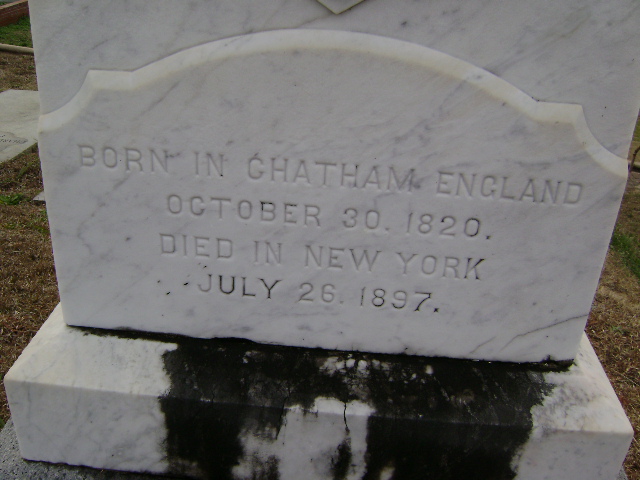 BORN IN CHATHAM ENGLAND
OCTOBER 30. 1820.
DIED IN NEW YORK
JULY 26. 1897.